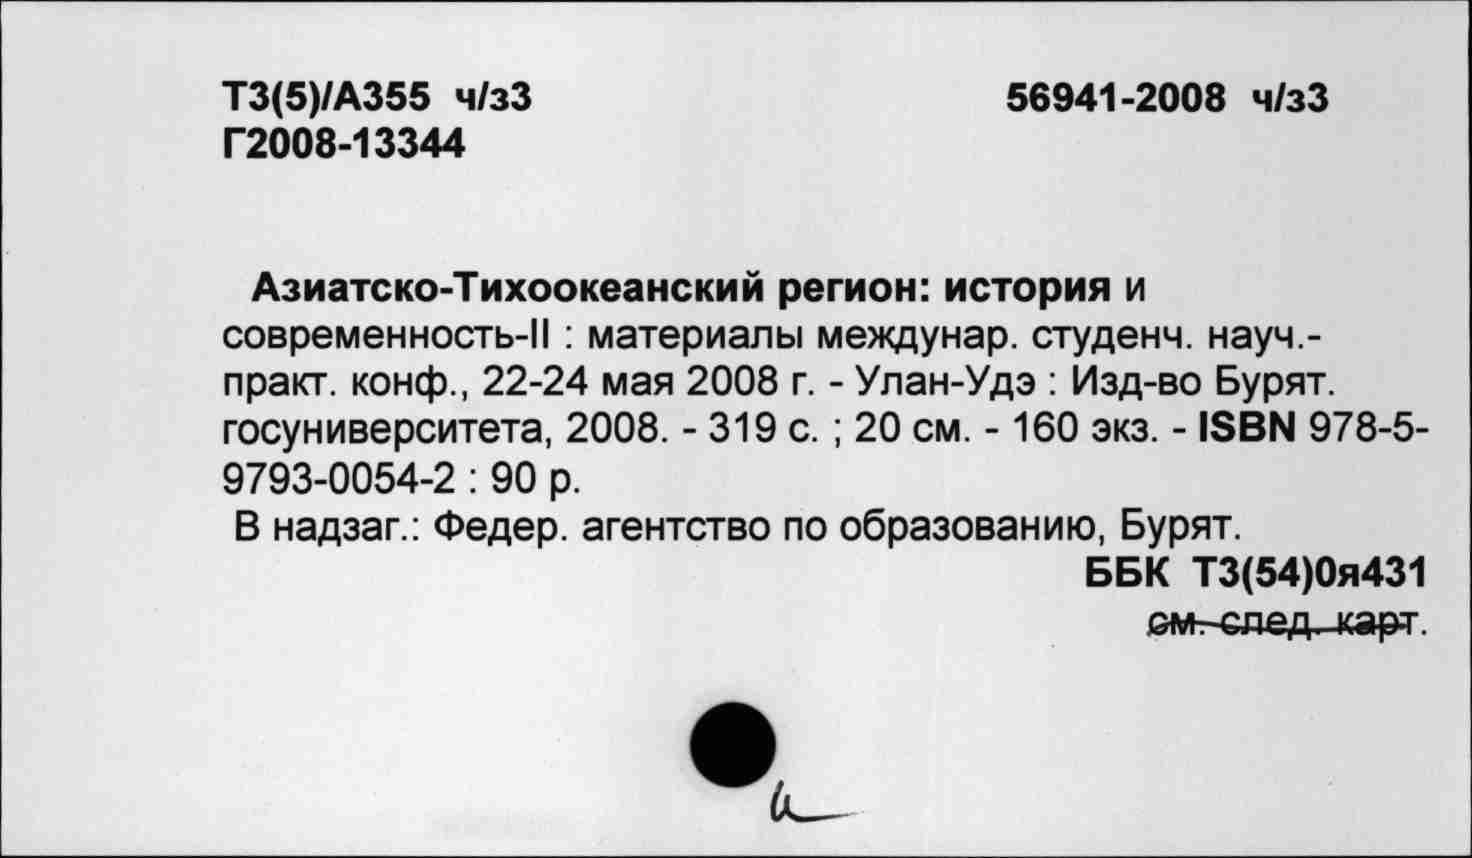 Т3(5)/А355 ч/з3
56941-2008 ч/з3
Г2008-13344
Азиатско-Тихоокеанский регион: история и
современность-II : материалы междунар. студенч. науч.-
практ. конф., 22-24 мая 2008 г. - Улан-Удэ : Изд-во Бурят.
госуниверситета, 2008. - 319 с. ; 20 см. - 160 экз. - ISBN 978-5-
9793-0054-2 : 90 р.
В надзаг.: Федер. агентство по образованию, Бурят.
ББК Т3(54)0я431
см. след. карт.